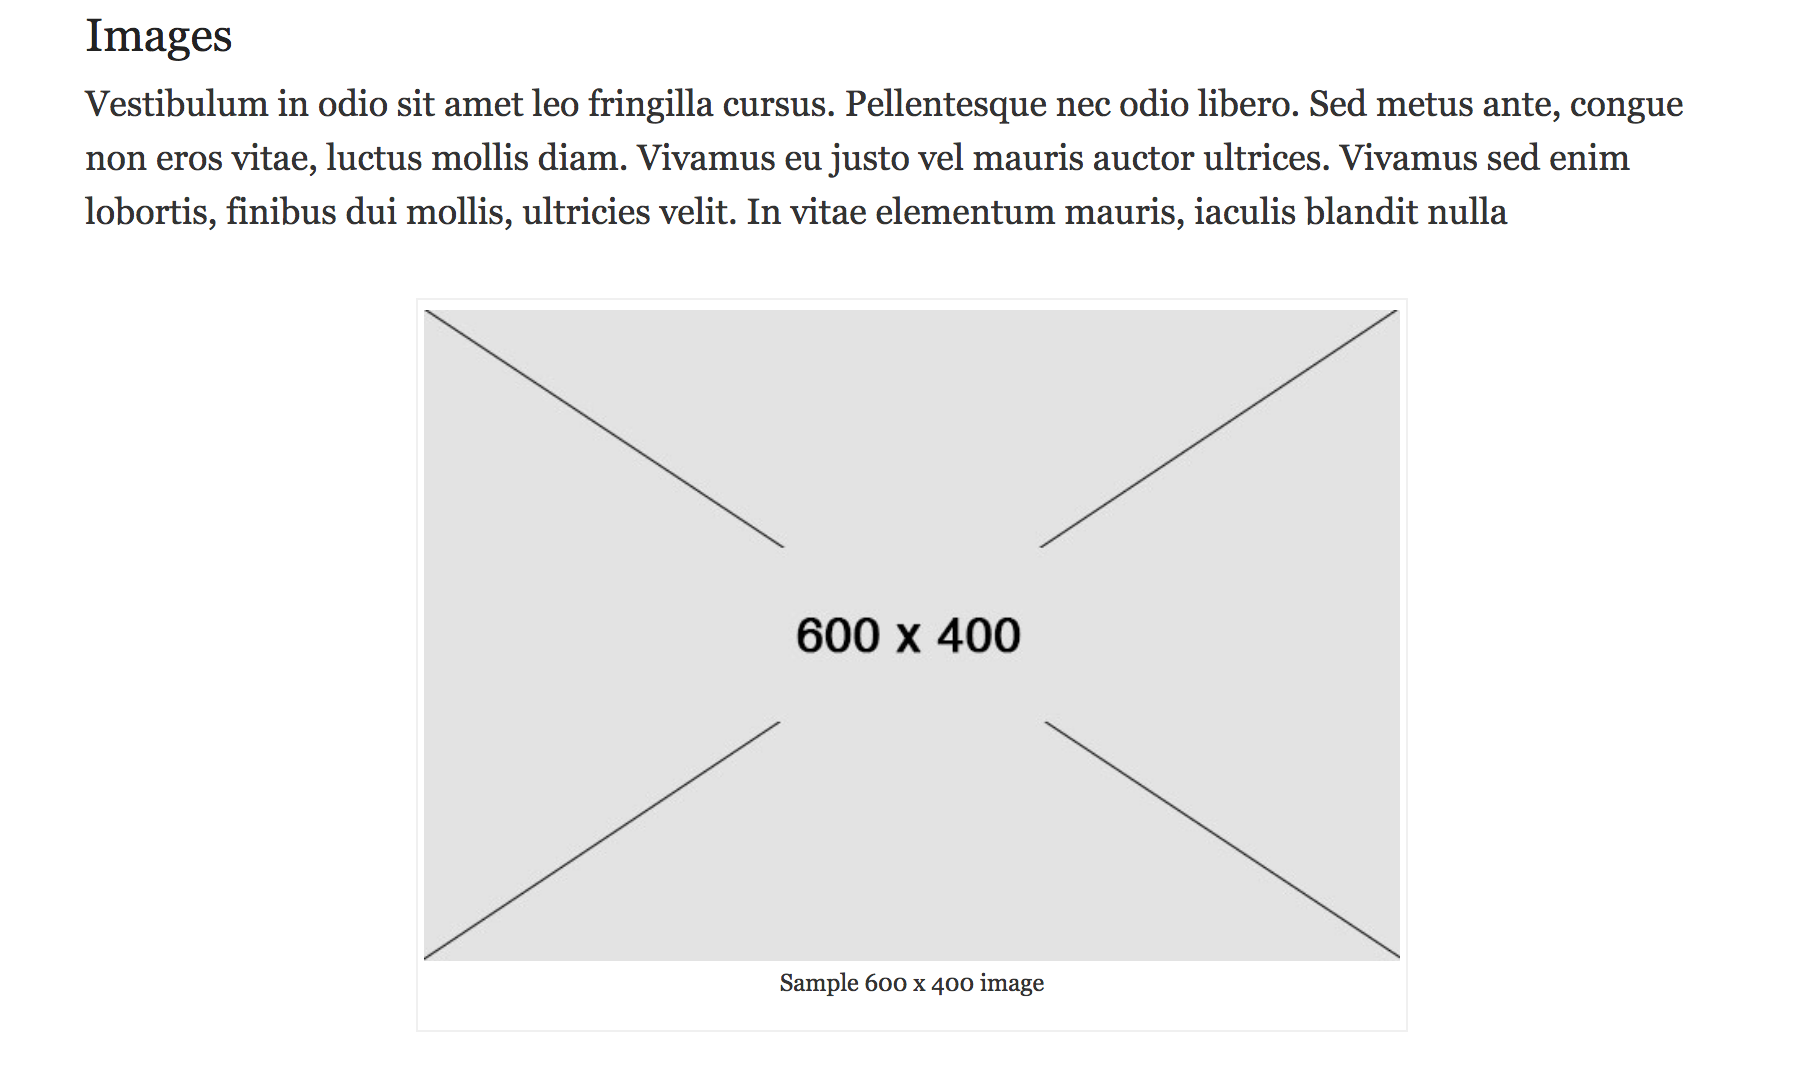 Images
Vestibulum in odio sit amet leo fringilla cursus. Pellentesque nec odio libero. Sed metus ante, congue
non eros vitae, luctus mollis diam. Vivamus eu justo vel mauris auctor ultrices. Vivamus sed enim
lobortis, finibus dui mollis, ultricies velit. In vitae elementum mauris, iaculis blandit nulla
600 x 400
Sample 600 x 400 image